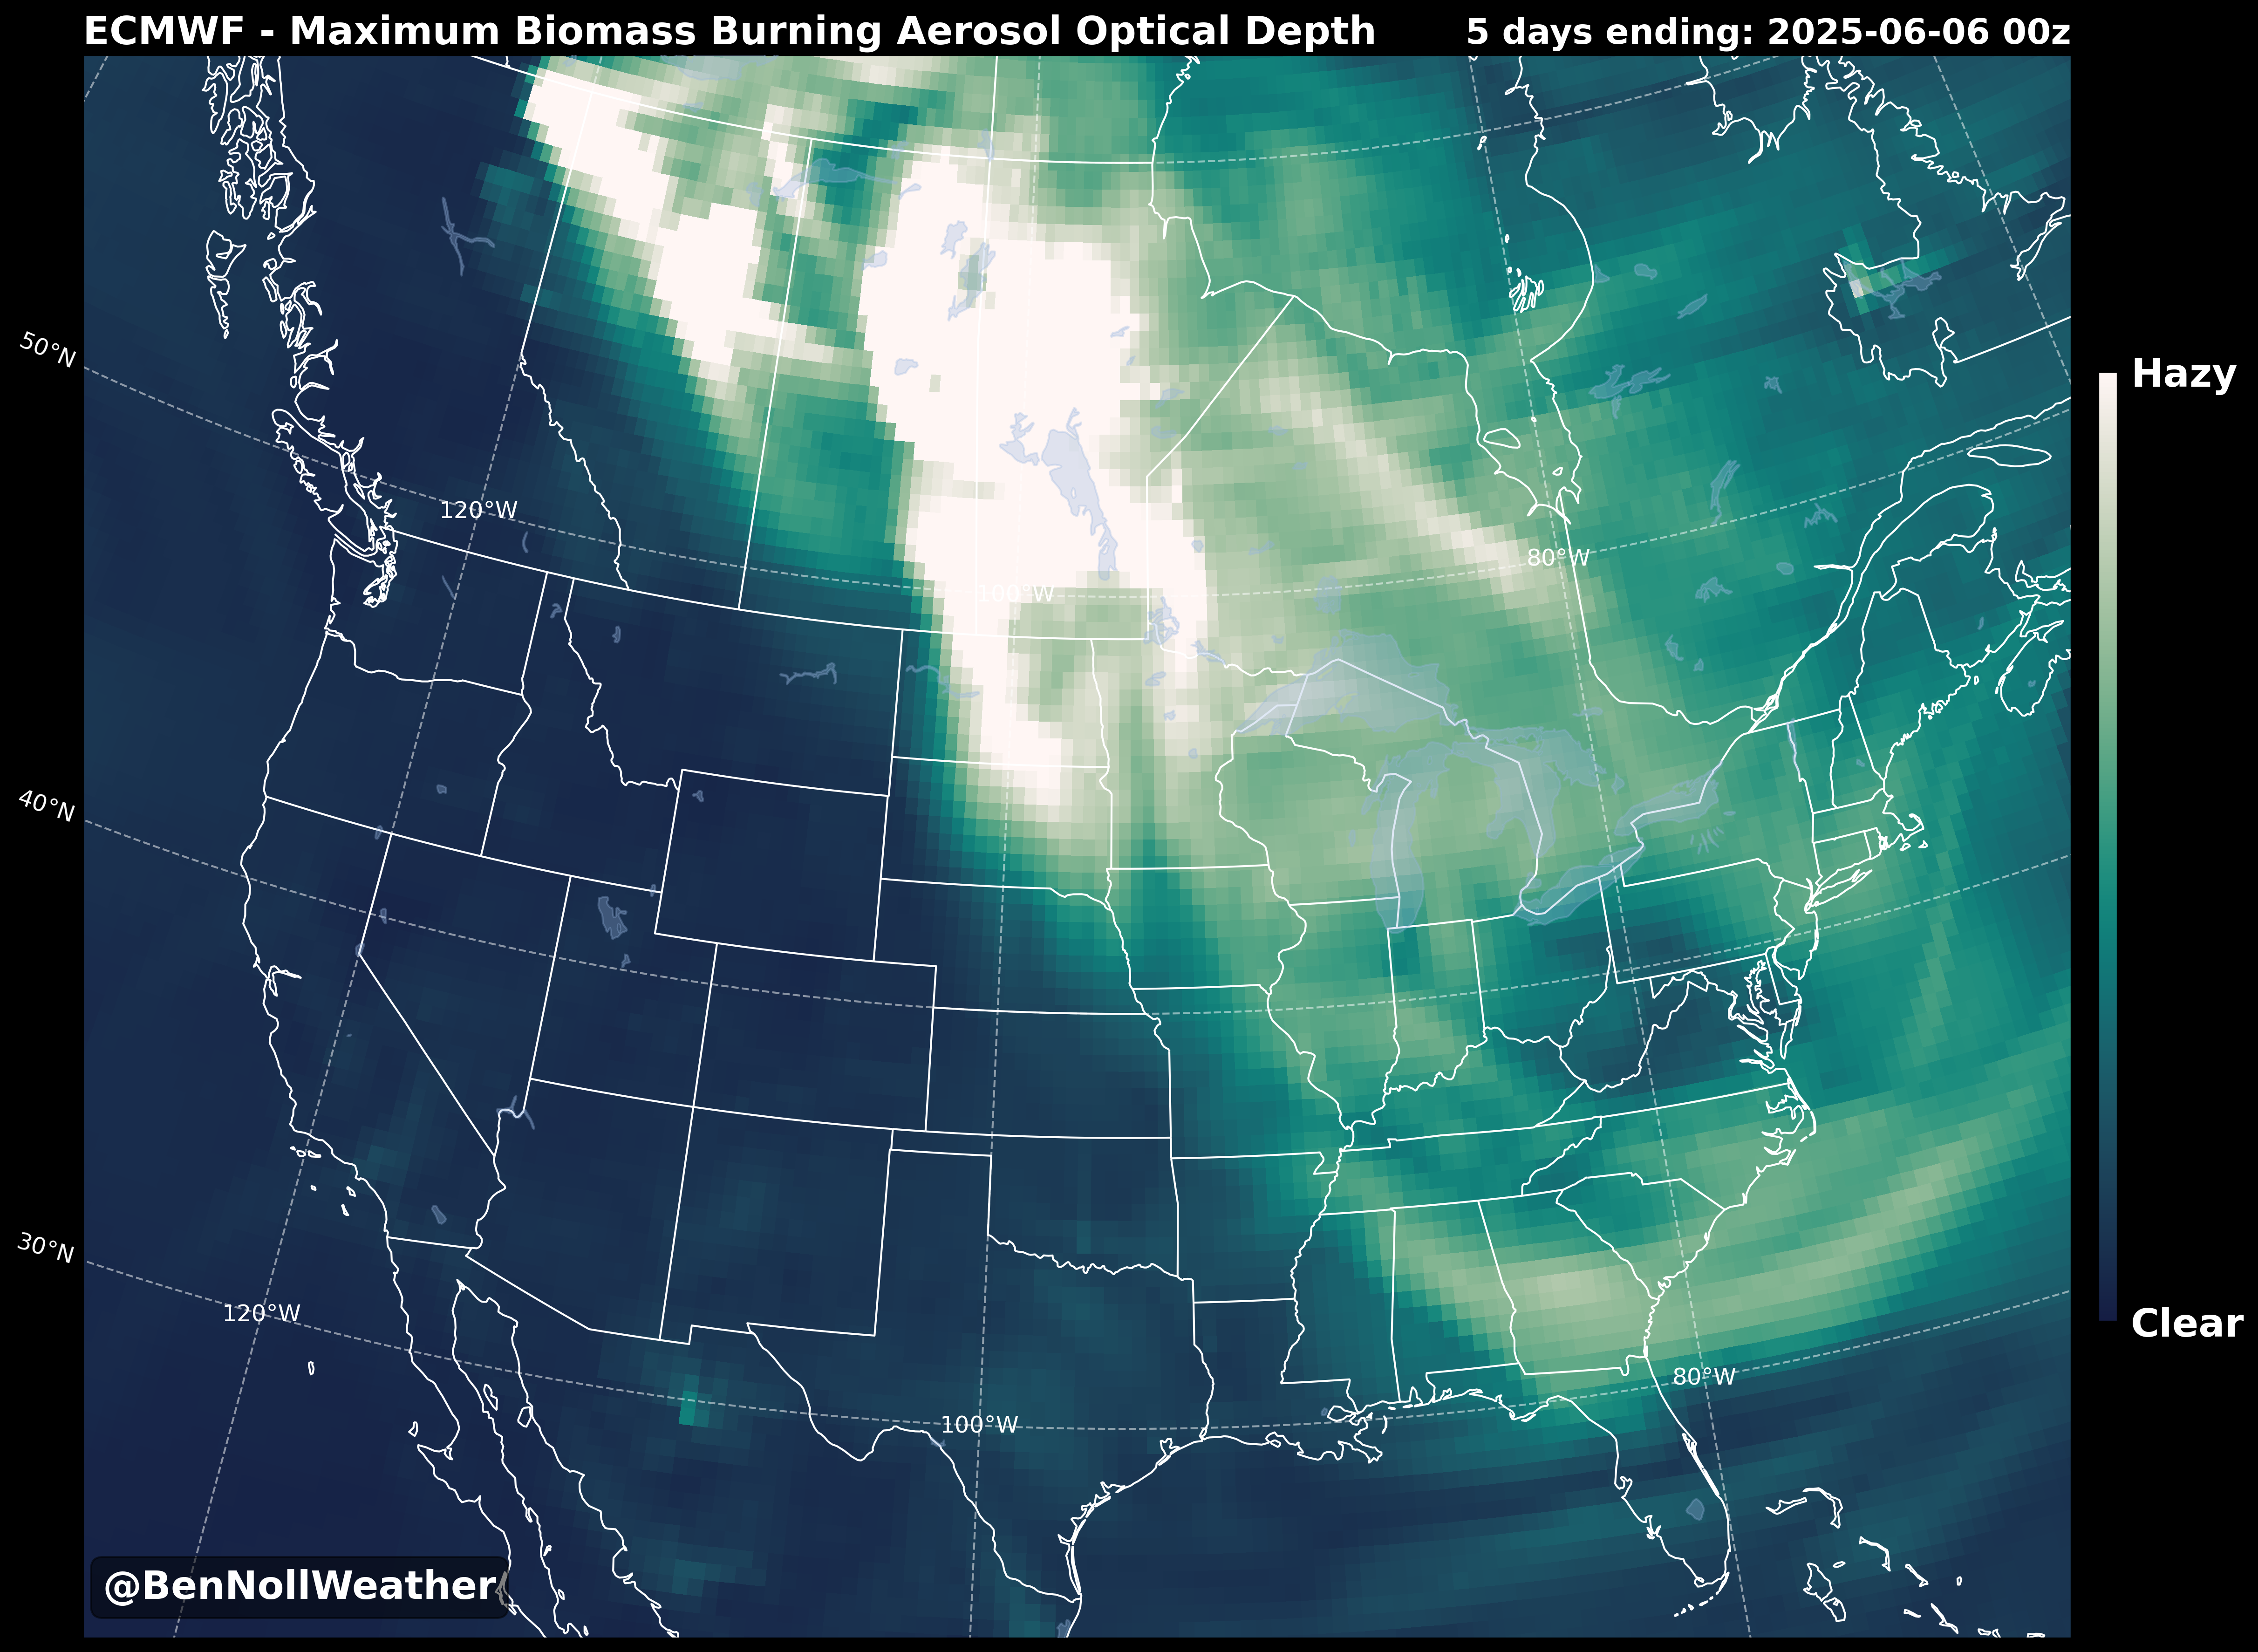 ECMWF - Maximum Biomass Burning Aerosol Optical Depth
5 days ending: 2025-06-06 00z
50°N
Hazy
120°W
80°W
100°W
40°N
30°N
120°W
Clear
80°W
100°W
@BenNollWeather